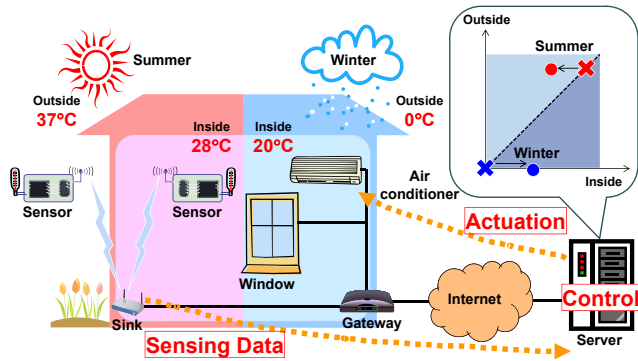 Summer
Winter
Outside
37℃
Outside
0℃
Inside
28℃
Inside
20℃
Sensor
Sensor
Air
conditioner
Window
Sink
Gateway
Internet
Sensing Data
Actuation
Control
Server
Outside
Summer
Winter
Inside